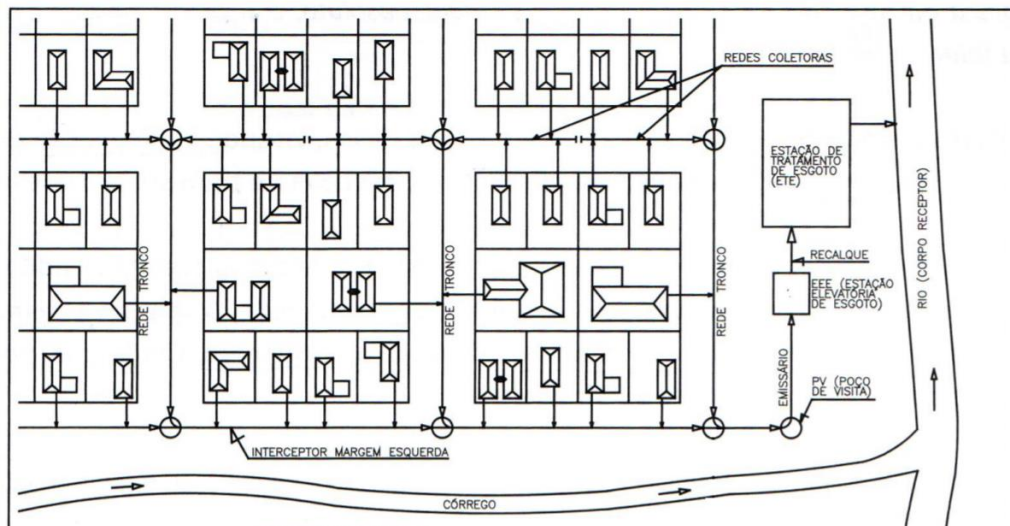 REDES COLETORAS
ESTAÇÃO DE
TRATAMENTO
DE ESGOTO
(ETE)
RIO (CORPO RECEPTOR)
REDE TRONCO
REDE TRONCO
REDE TRONCO
RECALQUE
EEE (ESTAÇÃO
ELEVATÓRIA
DE ESGOTO)
EMISSÁRIO
PV (POÇO
DE VISITA)
INTERCEPTOR MARGEM ESQUERDA
CÓRREGO